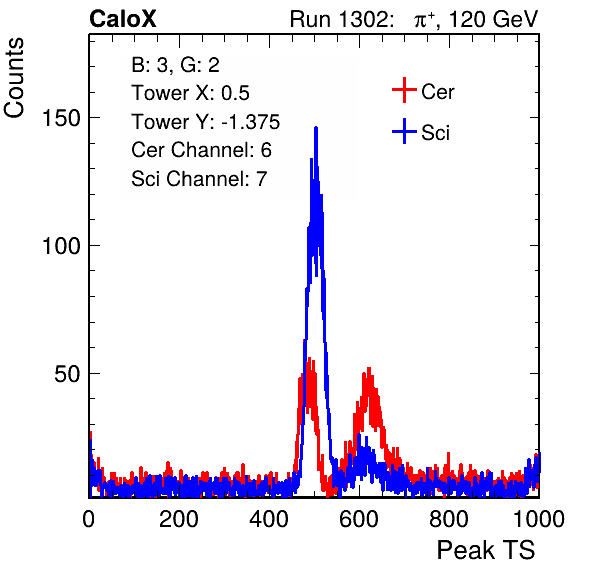 CaloX Run 1302: π⁺, 120 GeV
B: 3, G: 2
Tower X: 0.5
Tower Y: -1.375
Cer Channel: 6
Sci Channel: 7
Cer
Sci
Counts
150
100
50
0 200 400 600 800 1000
Peak TS